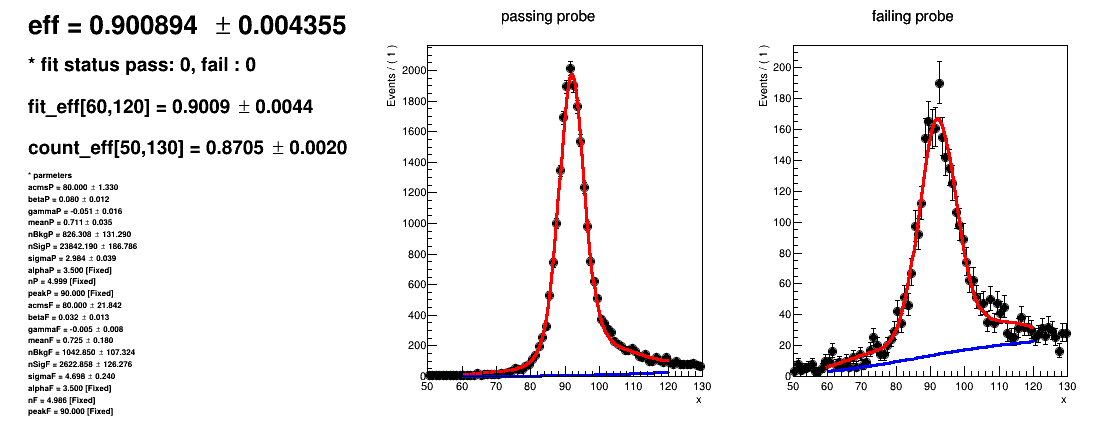 eff = 0.900894 ± 0.004355
* fit status pass: 0, fail : 0
fit_eff[60,120] = 0.9009 ± 0.0044
count_eff[50,130] = 0.8705 ± 0.0020
* parmeters
acmsP = 80.000 ± 1.330
betaP = 0.080 ± 0.012
gammaP = -0.051 ± 0.016
meanP = 0.711 ± 0.035
nBkgP = 826.308 ± 131.290
nSigP = 23842.190 ± 186.786
sigmaP = 2.984 ± 0.039
alphaP = 3.500 [Fixed]
nP = 4.999 [Fixed]
peakP = 90.000 [Fixed]
acmsF = 80.000 ± 21.842
betaF = 0.032 ± 0.013
gammaF = -0.005 ± 0.008
meanF = 0.725 ± 0.180
nBkgF = 1042.850 ± 107.324
nSigF = 2622.858 ± 126.276
sigmaF = 4.698 ± 0.240
alphaF = 3.500 [Fixed]
nF = 4.986 [Fixed]
peakF = 90.000 [Fixed]
passing probe
Events / ( 1 )
2000
1800
1600
1400
1200
1000
800
600
400
200
0
50 60 70 80 90 100 110 120 130
x
failing probe
Events / ( 1 )
200
180
160
140
120
100
80
60
40
20
0
50 60 70 80 90 100 110 120 130
x